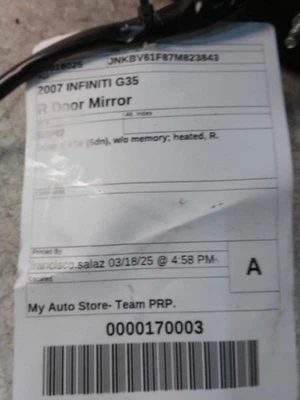 JNKBV61F87M823843
2007 INFINITI G35
R Door Mirror
Alt. Index
(Sdn), w/o memory; heated, R.
Printed By
salaz 03/18/25 @ 4:58 PM
A
My Auto Store- Team PRP.
0000170003